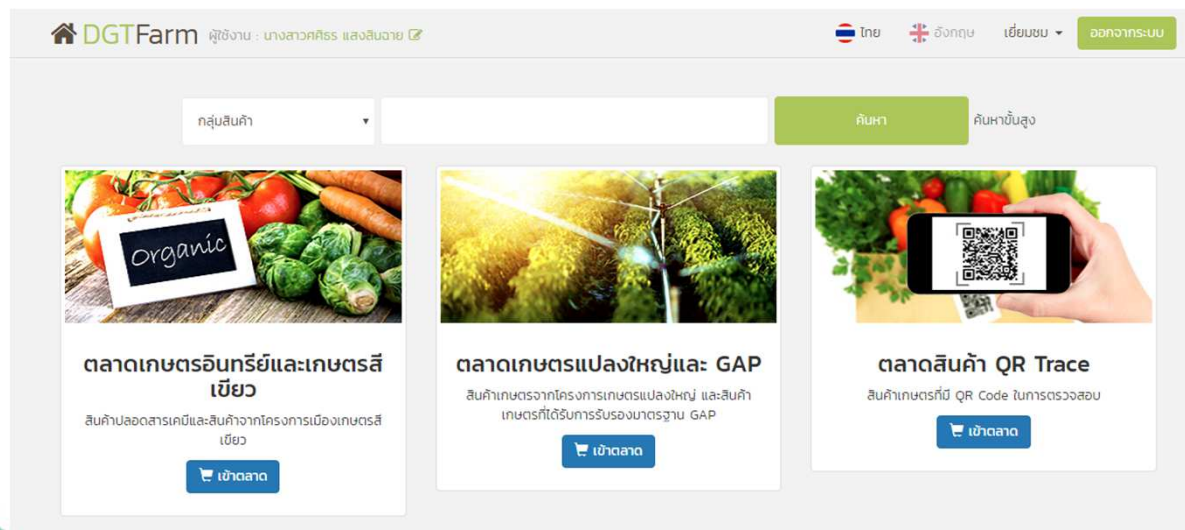 DGTFarm ผู้ใช้งาน : นางสาวศศิธร แสงสินฉาย
ไทย อังกฤษ เยี่ยมชม ออกจากระบบ
กลุ่มสินค้า ค้นหา ค้นหาขั้นสูง
Organic
ตลาดเกษตรอินทรีย์และเกษตรสี
เขียว
สินค้าปลอดสารเคมีและสินค้าจากโครงการเมืองเกษตรสี
เขียว
เข้าตลาด
ตลาดเกษตรแปลงใหญ่และ GAP
สินค้าเกษตรจากโครงการเกษตรแปลงใหญ่ และสินค้า
เกษตรที่ได้รับการรับรองมาตรฐาน GAP
เข้าตลาด
ตลาดสินค้า QR Trace
สินค้าเกษตรที่มี QR Code ในการตรวจสอบ
เข้าตลาด